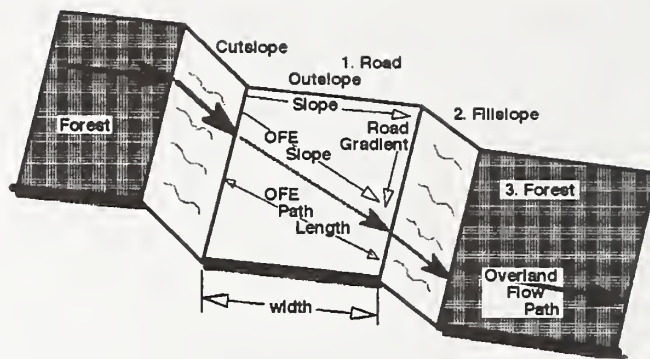 Cutslope
1. Road
Outslope
Slope
2. Fillslope
Road
Gradient
Forest
OFE
Slope
3. Forest
OFE
Path
Length
Overland
Flow
Path
width